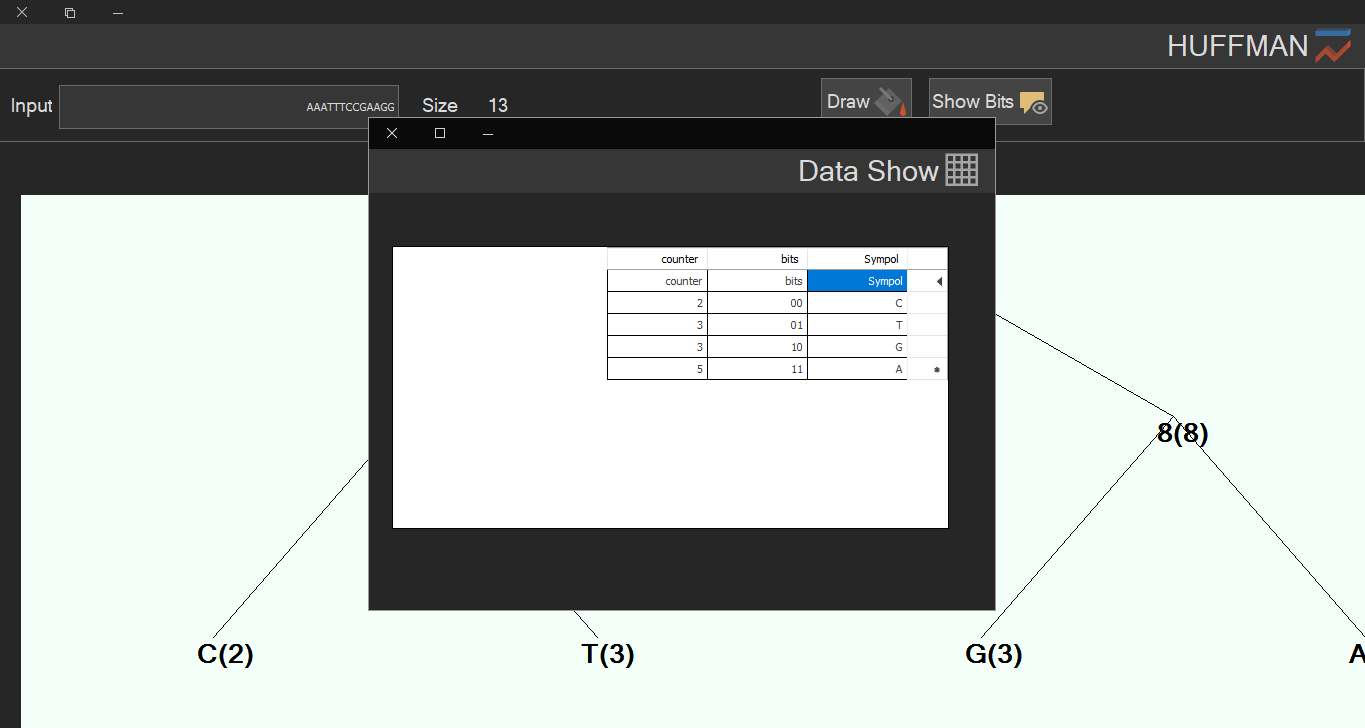 HUFFMAN
Input AAATTTCCGAAGG Size 13 Draw Show Bits
Data Show
counter bits Sympol
counter bits Sympol
2 00 C
3 01 T
3 10 G
5 11 A
8(8)
C(2) T(3) G(3) A